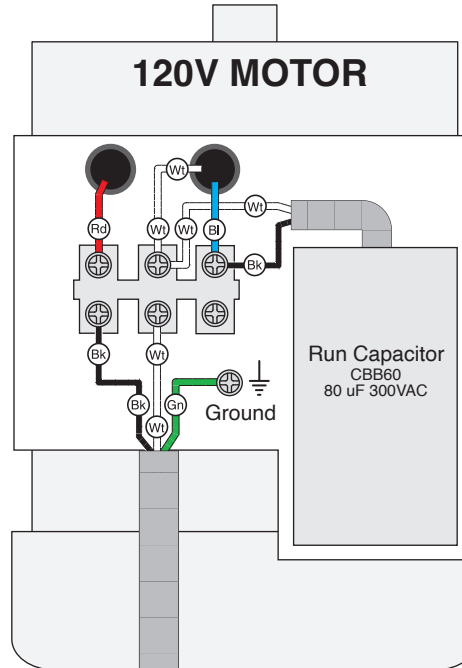 120V MOTOR
Wt
Wt
Rd
Wt
Wt
Bl
Bk
Run Capacitor
CBB60
80 uF 300VAC
Bk
Wt
Bk
Gn
Ground
Wt